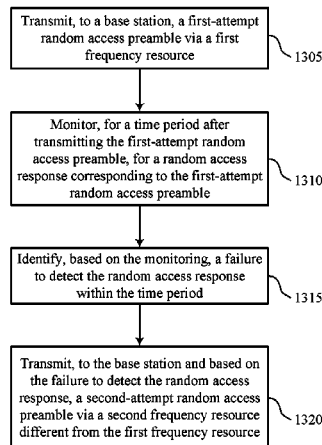 Transmit, to a base station, a first-attempt
random access preamble via a first
frequency resource
1305
Monitor, for a time period after
transmitting the first-attempt random
access preamble, for a random access
response corresponding to the first-attempt
random access preamble
1310
Identify, based on the monitoring, a failure
to detect the random access response
within the time period
1315
Transmit, to the base station and based on
the failure to detect the random access
response, a second-attempt random access
preamble via a second frequency resource
different from the first frequency resource
1320